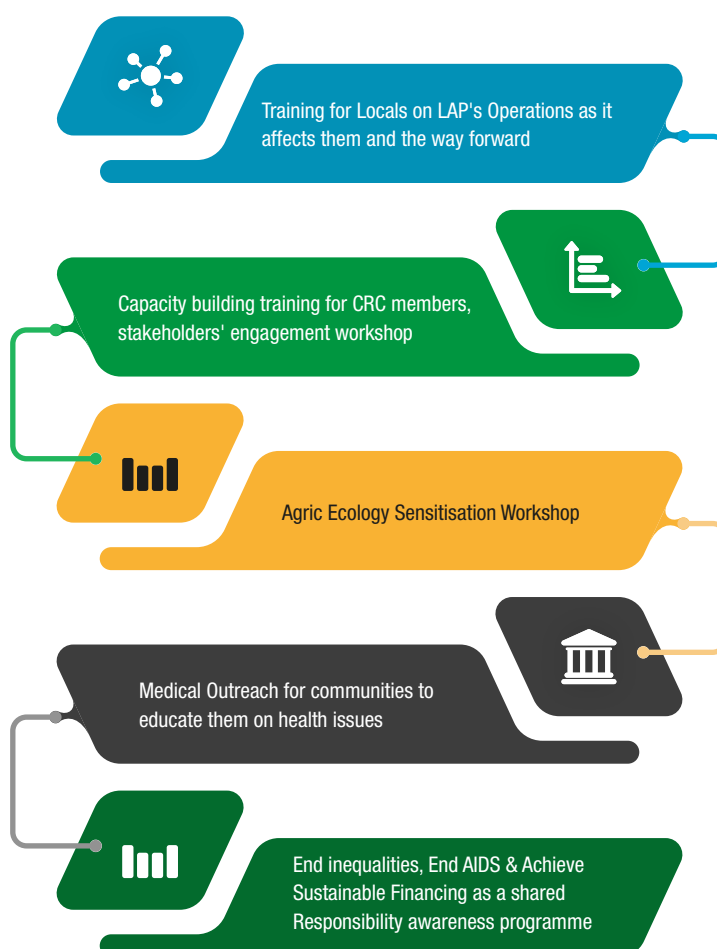 Training for Locals on LAP's Operations as it
affects them and the way forward
Capacity building training for CRC members,
stakeholders' engagement workshop
Agric Ecology Sensitisation Workshop
Medical Outreach for communities to
educate them on health issues
End inequalities, End AIDS & Achieve
Sustainable Financing as a shared
Responsibility awareness programme